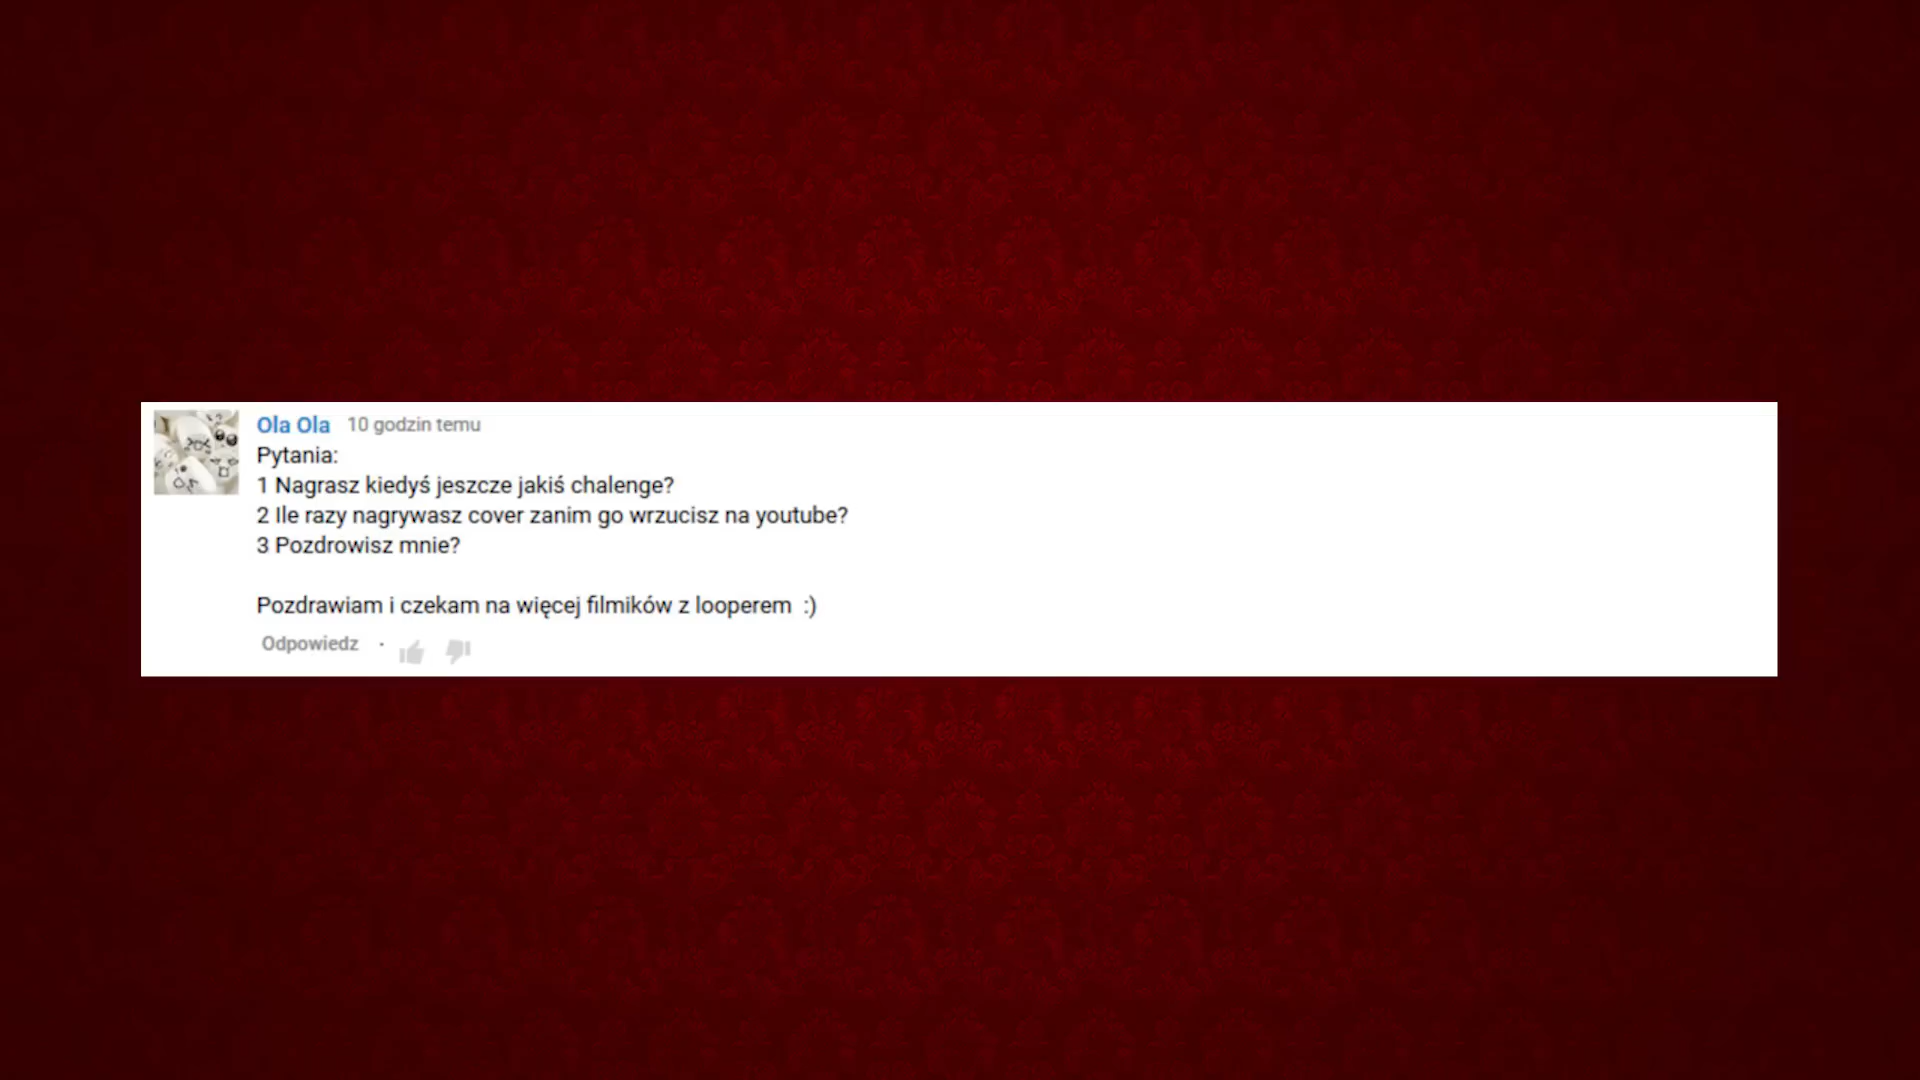 Ola Ola 10 godzin temu
Pytania:
1 Nagrasz kiedyś jeszcze jakiś chalenge?
2 Ile razy nagrywasz cover zanim go wrzucisz na youtube?
3 Pozdrowisz mnie?
Pozdrawiam i czekam na więcej filmików z looperem :)
Odpowiedz ·